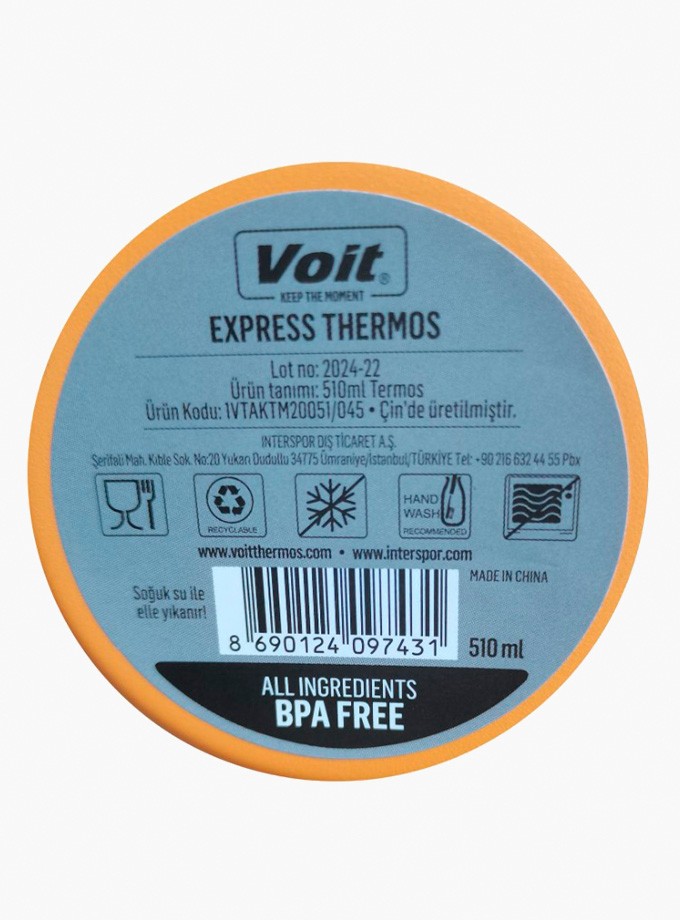 Voit®
KEEP THE MOMENT
EXPRESS THERMOS
Lot no: 2024-22
Ürün tanımı: 510ml Termos
Ürün Kodu: 1VTAKTM20051/045 • Çin'de üretilmiştir.
INTERSPOR DIŞ TİCARET A.Ş.
Şerifali Mah. Kıble Sok. No:20 Yukarı Dudullu 34775 Ümraniye/İstanbul/TÜRKİYE Tel: +90 216 632 44 55 Pbx
RECYCLABLE
HAND
WASH
RECOMMENDED
www.voitthermos.com • www.interspor.com
MADE IN CHINA
Soğuk su ile
elle yıkanır!
8 690124 097431
510 ml
ALL INGREDIENTS
BPA FREE